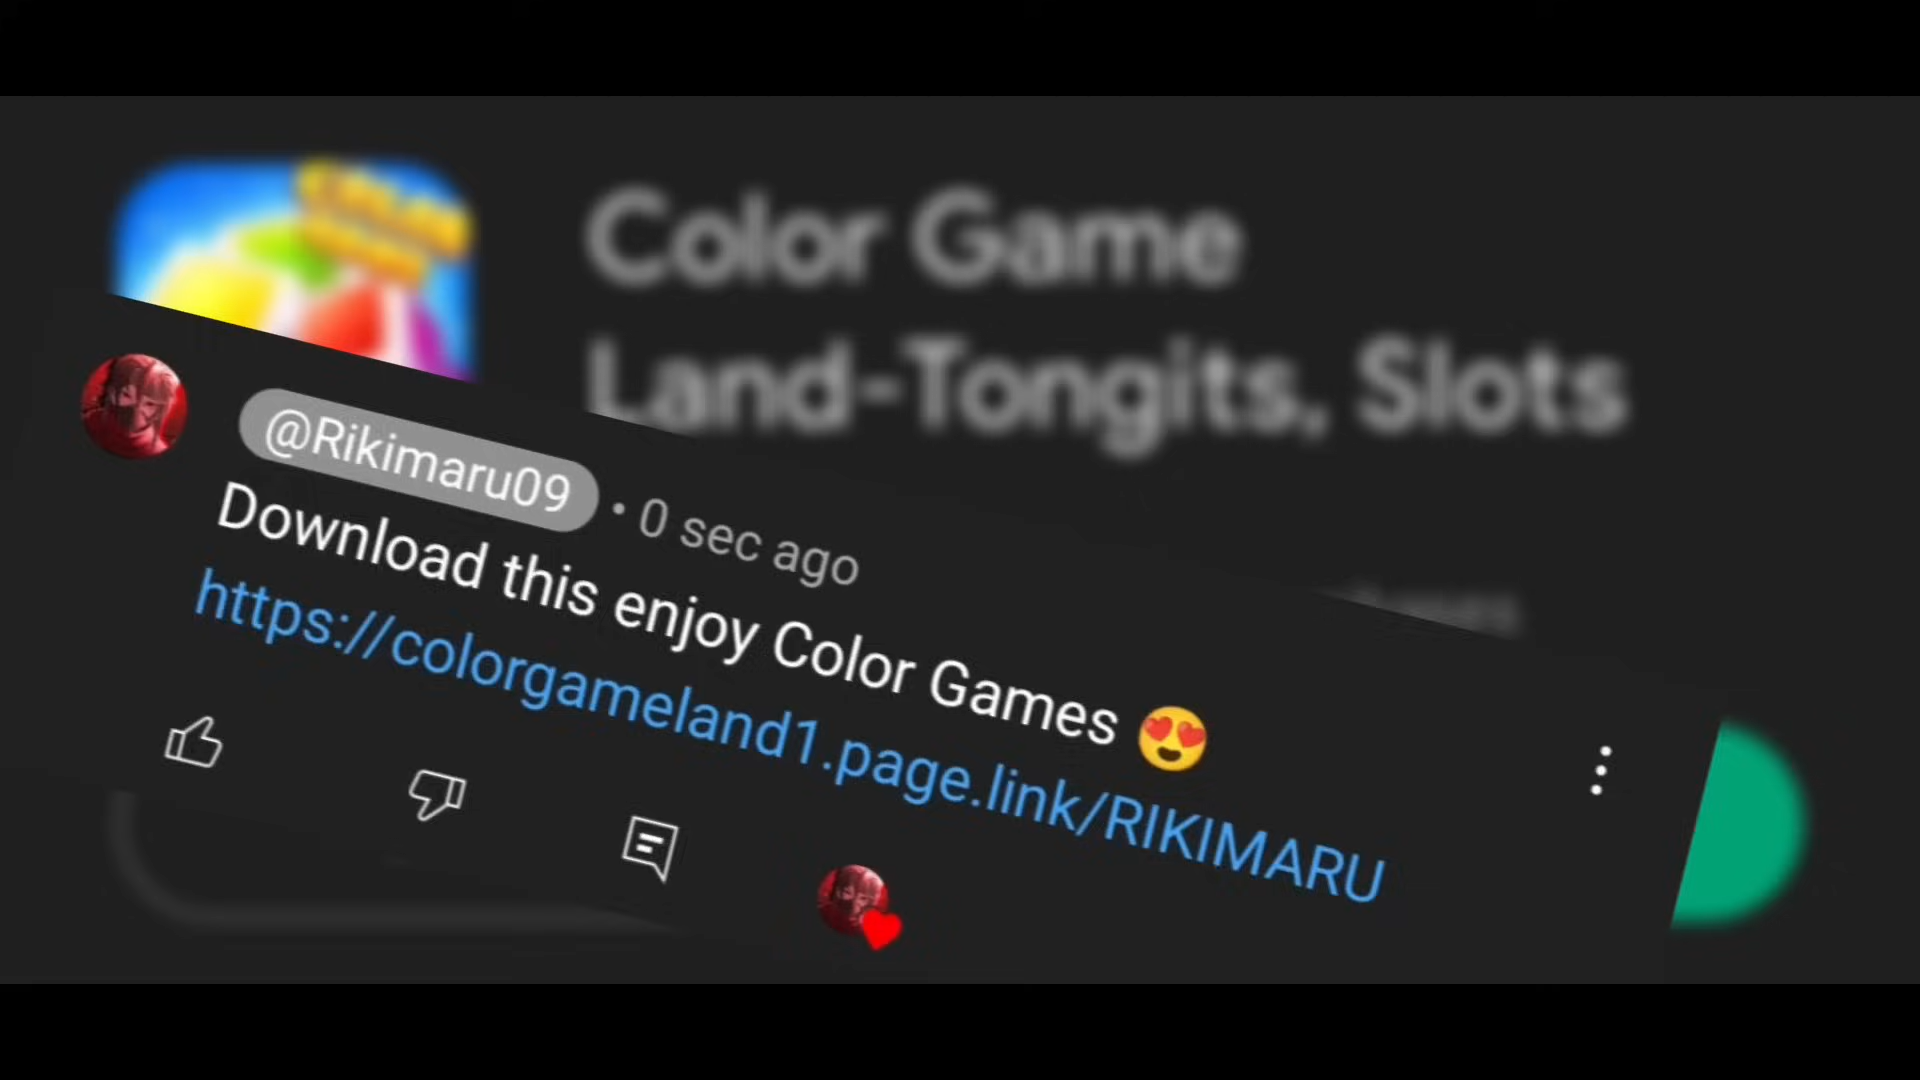 Color Game
Land-Tongits, Slots
@Rikimaru09 • 0 sec ago
Download this enjoy Color Games 😍
https://colorgameland1.page.link/RIKIMARU